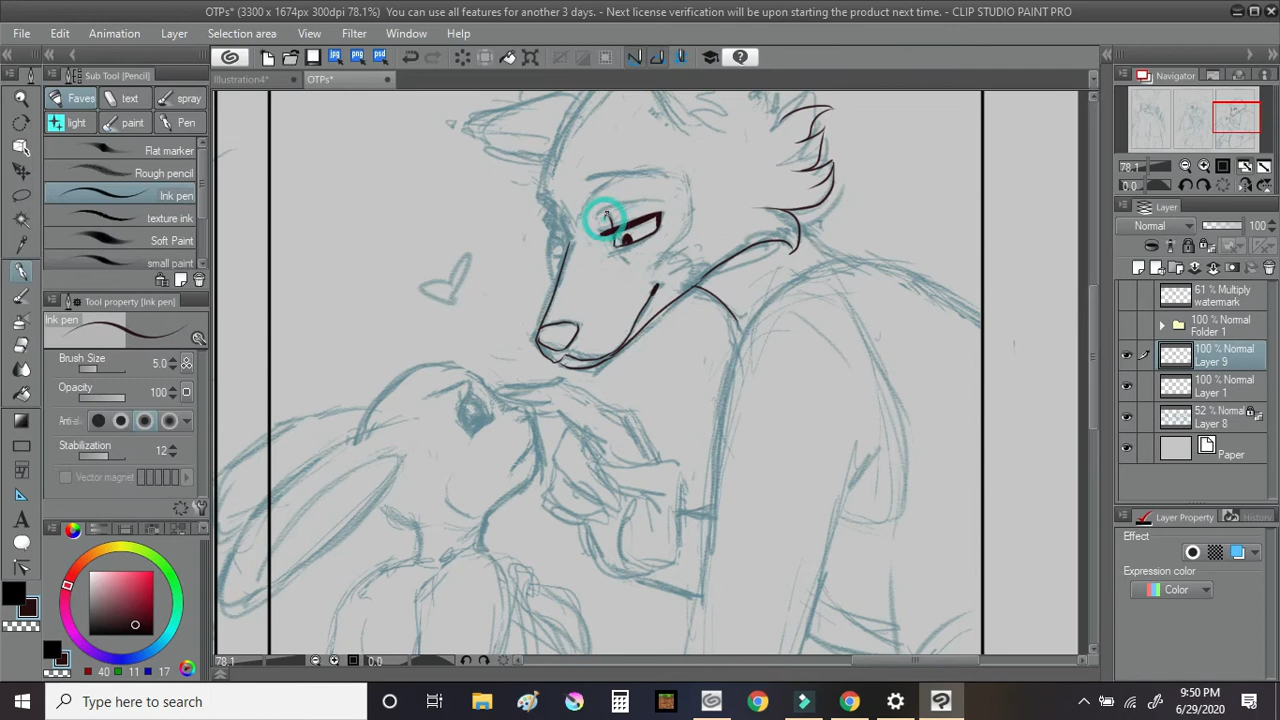 OTPs* (3300 x 1674px 300dpi 78.1%) You can use all features for another 3 days. - Next license verification will be upon starting the product next time. - CLIP STUDIO PAINT PRO
File Edit Animation Layer Selection area View Filter Window Help
Illustration4* OTPs*
Sub Tool [Pencil]
Faves text spray
light paint Pen
Flat marker
Rough pencil
Ink pen
texture ink
Soft Paint
small paint
Tool property [Ink pen]
Ink pen
Brush Size 5.0
Opacity 100
Anti-al
Stabilization 12
Vector magnet
40 11 17
78.1 0.0
Navigator
78.1
0.0
Layer
Normal 100
61 % Multiply
watermark
100 % Normal
Folder 1
100 % Normal
Layer 9
100 % Normal
Layer 1
52 % Normal
Layer 8
Paper
Layer Property History
Effect
Expression color
Color
Type here to search
9:50 PM
6/29/2020